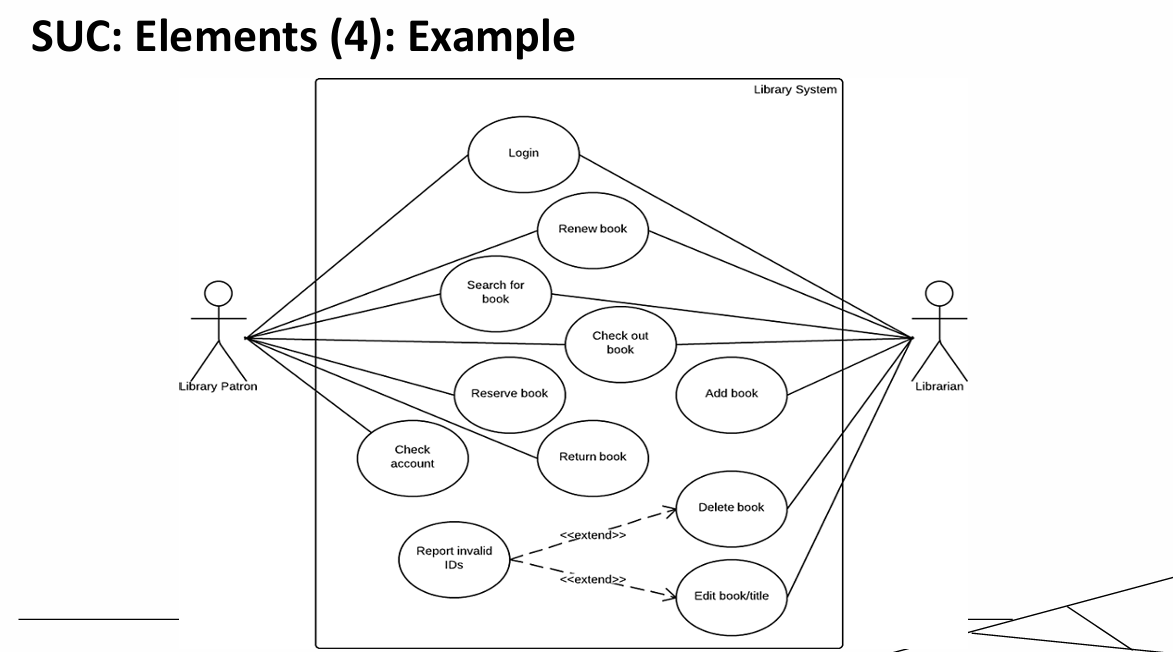 SUC: Elements (4): Example
Library System
Login
Renew book
Search for
book
Check out
book
Library Patron
Librarian
Reserve book
Add book
Check
account
Return book
Delete book
<<extend>>
Report invalid
IDs
<<extend>>
Edit book/title